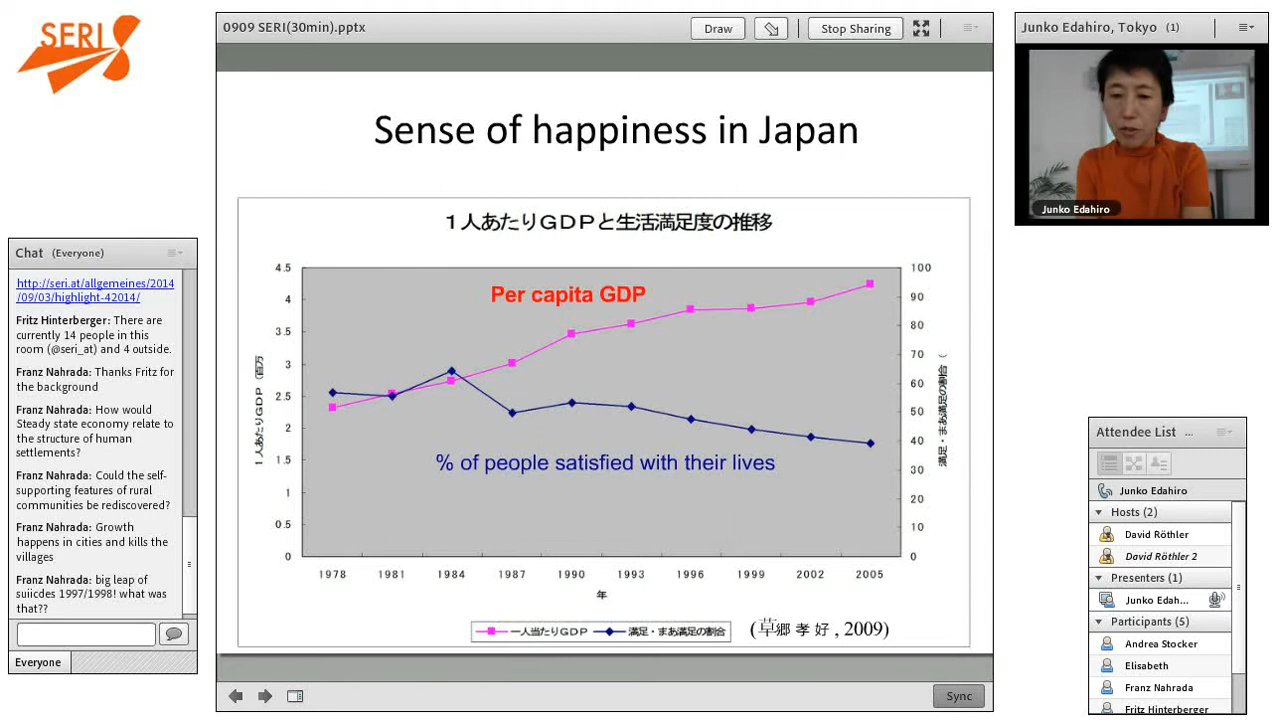 SERI
0909 SERI(30min).pptx
Draw
Stop Sharing
Junko Edahiro, Tokyo (1)
Junko Edahiro
Sense of happiness in Japan
1人あたりGDPと生活満足度の推移
4.5
4
3.5
3
2.5
2
1.5
1
0.5
0
1人あたりGDP（百万
Per capita GDP
% of people satisfied with their lives
100
90
80
70
60
50
40
30
20
10
0
満足・まあ満足の割合（
1978 1981 1984 1987 1990 1993 1996 1999 2002 2005
年
一人当たりGDP 満足・まあ満足の割合
(草郷 孝好 , 2009)
Sync
Chat (Everyone)
http://seri.at/allgemeines/2014
/09/03/highlight-42014/
Fritz Hinterberger: There are
currently 14 people in this
room (@seri_at) and 4 outside.
Franz Nahrada: Thanks Fritz for
the background
Franz Nahrada: How would
Steady state economy relate to
the structure of human
settlements?
Franz Nahrada: Could the self-
supporting features of rural
communities be rediscovered?
Franz Nahrada: Growth
happens in cities and kills the
villages
Franz Nahrada: big leap of
suiicdes 1997/1998! what was
that??
Everyone
Attendee List ...
Junko Edahiro
Hosts (2)
David Röthler
David Röthler 2
Presenters (1)
Junko Edah...
Participants (5)
Andrea Stocker
Elisabeth
Franz Nahrada
Fritz Hinterberger